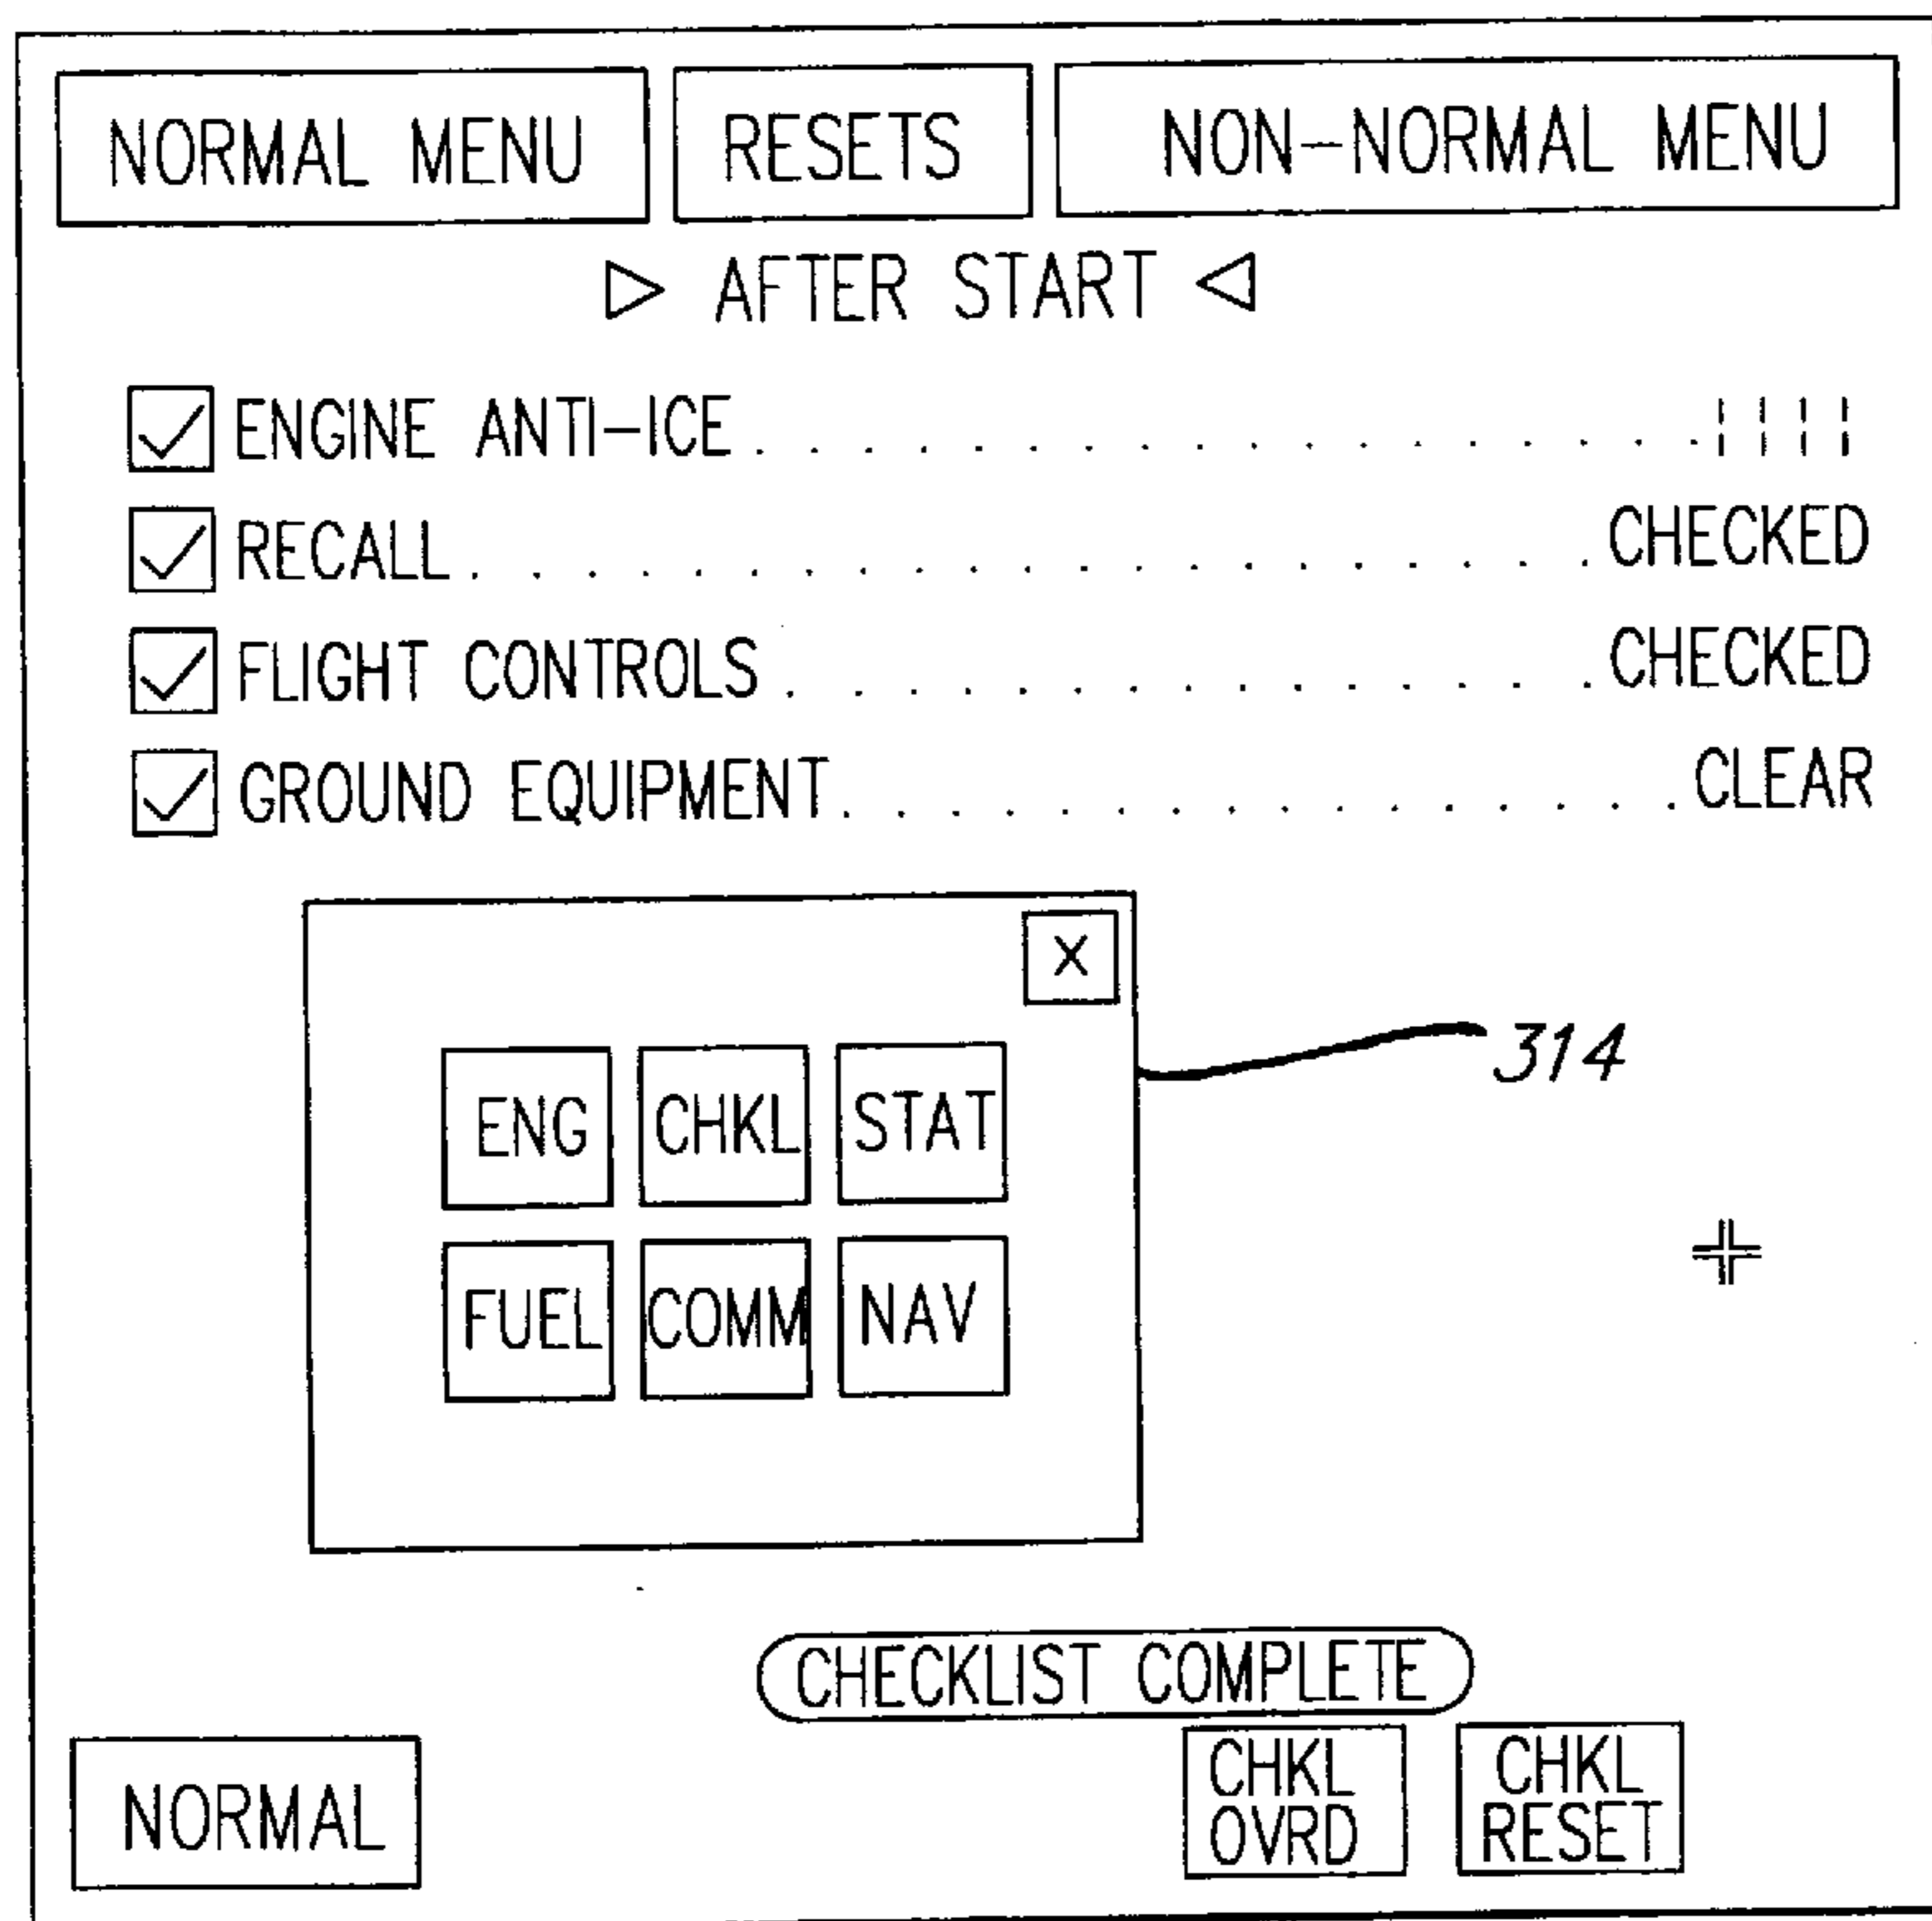 NORMAL MENU RESETS NON-NORMAL MENU
AFTER START
ENGINE ANTI-ICE. . . . . . . . . . . . . . . . . . ¦ ¦ ¦ ¦
RECALL. . . . . . . . . . . . . . . . . . . . . CHECKED
FLIGHT CONTROLS . . . . . . . . . . . . . . . . CHECKED
GROUND EQUIPMENT. . . . . . . . . . . . . . . . CLEAR
X
ENG CHKL STAT
314
FUEL COMM NAV
CHECKLIST COMPLETE
NORMAL
CHKL
OVRD
CHKL
RESET